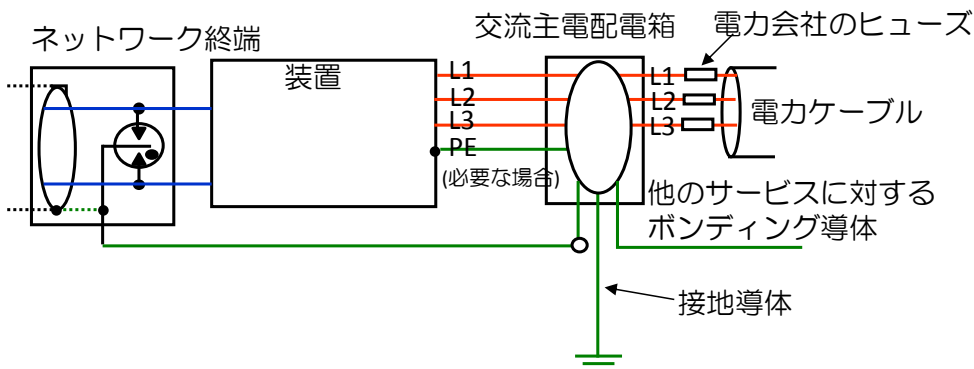 ネットワーク終端
交流主電配電箱
電力会社のヒューズ
装置
L1
L2
L3
PE
(必要な場合)
L1
L2
L3
電力ケーブル
他のサービスに対する
ボンディング導体
接地導体